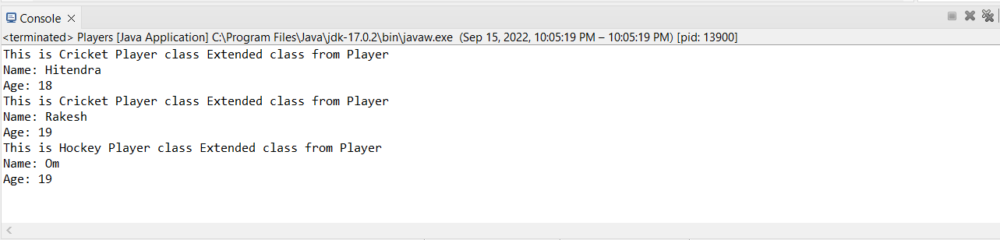 Console
<terminated> Players [Java Application] C:\Program Files\Java\jdk-17.0.2\bin\javaw.exe (Sep 15, 2022, 10:05:19 PM – 10:05:19 PM) [pid: 13900]
This is Cricket Player class Extended class from Player
Name: Hitendra
Age: 18
This is Cricket Player class Extended class from Player
Name: Rakesh
Age: 19
This is Hockey Player class Extended class from Player
Name: Om
Age: 19